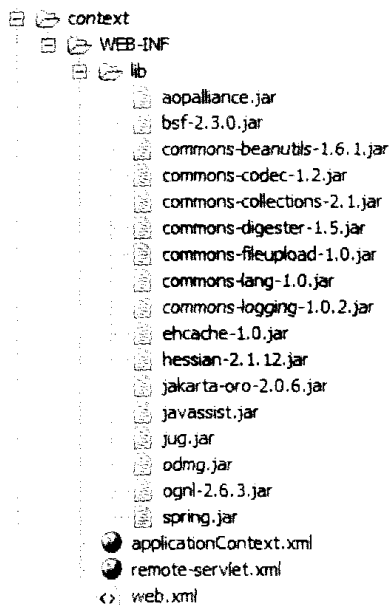 context
WEB-INF
lib
aopalliance.jar
bsf-2.3.0.jar
commons-beanutils-1.6.1.jar
commons-codec-1.2.jar
commons-collections-2.1.jar
commons-digester-1.5.jar
commons-fileupload-1.0.jar
commons-lang-1.0.jar
commons-logging-1.0.2.jar
ehcache-1.0.jar
hessian-2.1.12.jar
jakarta-oro-2.0.6.jar
javassist.jar
jug.jar
odmg.jar
ognl-2.6.3.jar
spring.jar
applicationContext.xml
remote-servlet.xml
web.xml